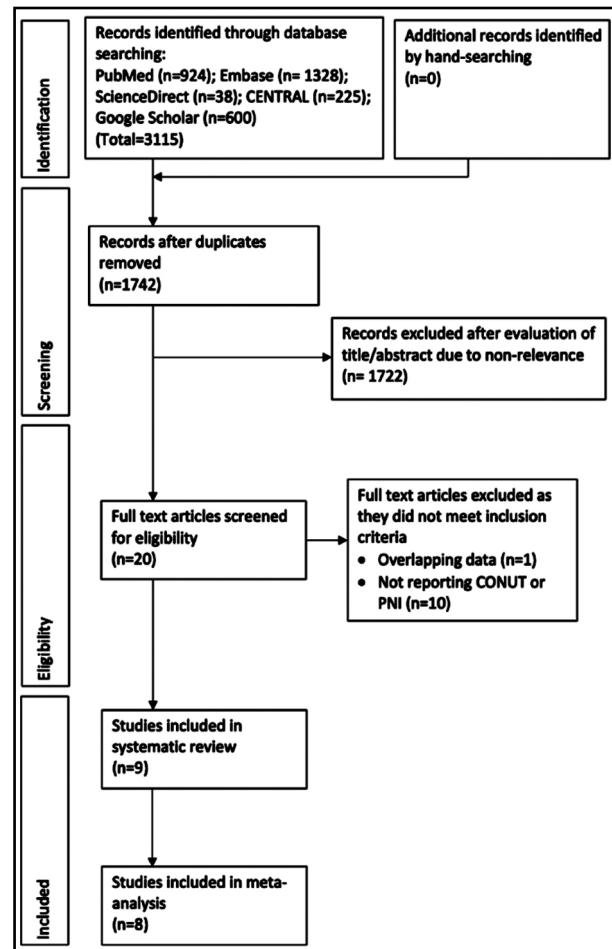 Identification
Records identified through database
searching:
PubMed (n=924); Embase (n= 1328);
ScienceDirect (n=38); CENTRAL (n=225);
Google Scholar (n=600)
(Total=3115)
Additional records identified
by hand-searching
(n=0)
Screening
Records after duplicates
removed
(n=1742)
Records excluded after evaluation of
title/abstract due to non-relevance
(n= 1722)
Eligibility
Full text articles screened
for eligibility
(n=20)
Full text articles excluded as
they did not meet inclusion
criteria
• Overlapping data (n=1)
• Not reporting CONUT or
PNI (n=10)
Included
Studies included in
systematic review
(n=9)
Studies included in meta-
analysis
(n=8)